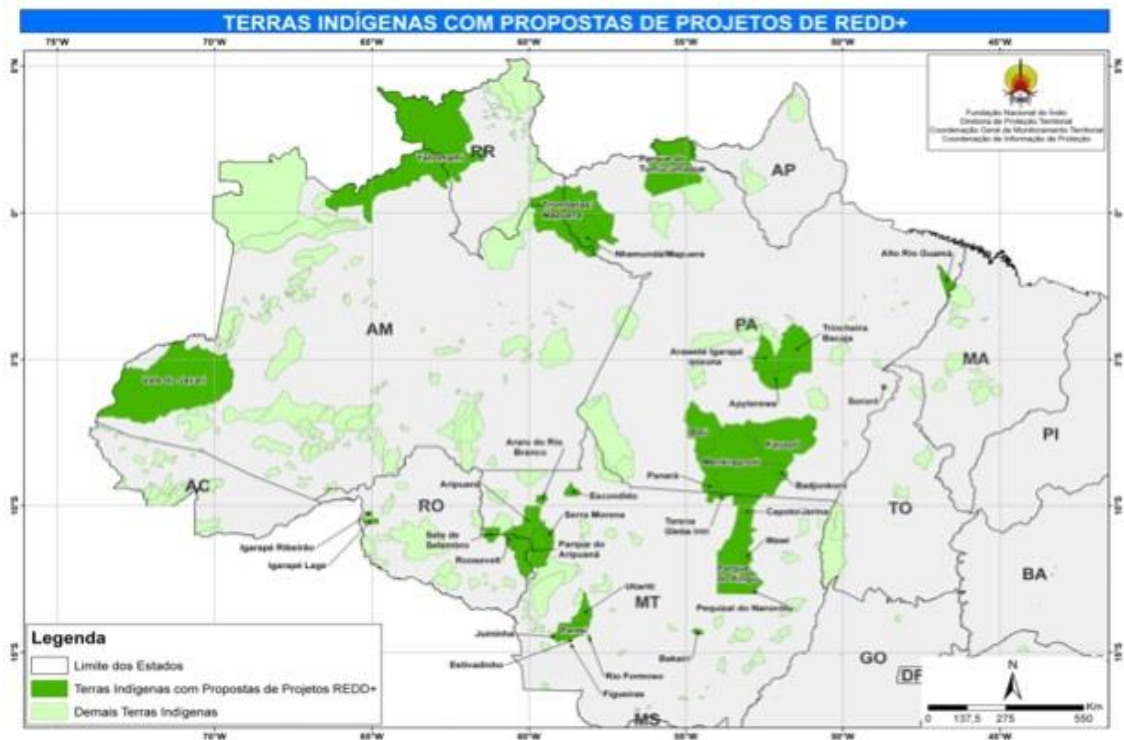 TERRAS INDÍGENAS COM PROPOSTAS DE PROJETOS DE REDD+
75°W 70°W 65°W 60°W 55°W 50°W 45°W
5°N
Fundação Nacional do Índio
Diretoria de Proteção Territorial
Coordenação Geral de Monitoramento Territorial
Coordenação de Informação de Proteção
RR
Yanomami
Parque do
Tumucumaque
AP
0°
Trombetas/
Mapuera
Nhamundá/Mapuera
Alto Rio Guamá
AM
PA
Trincheira
Bacaja
Araweté Igarapé
Ipixuna
MA
5°S
Vale do Javari
Apyterewa
Sororó
PI
Baú
Kayapó
Menkragnoti
Arara do Rio
Branco
Panará
Badjonkore
AC
Aripuanã
Escondido
RO
TO
10°S
Serra Morena
Terena
Gleba Iriri
Capoto/Jarina
Igarapé Ribeirão
Sete de
Setembro
Parque do
Aripuanã
Wawi
Igarapé Lage
Roosevelt
Parque
do Xingu
BA
Utiariti
MT
Pequizal do Naruvôtu
Juininha
Paresi
Estivadinho
Bakairi
15°S
Rio Formoso
Figueiras
GO
DF
MS
Legenda
Limite dos Estados
Terras Indígenas com Propostas de Projetos REDD+
Demais Terras Indígenas
N
Km
0 137,5 275 550
70°W 65°W 60°W 55°W 50°W 45°W